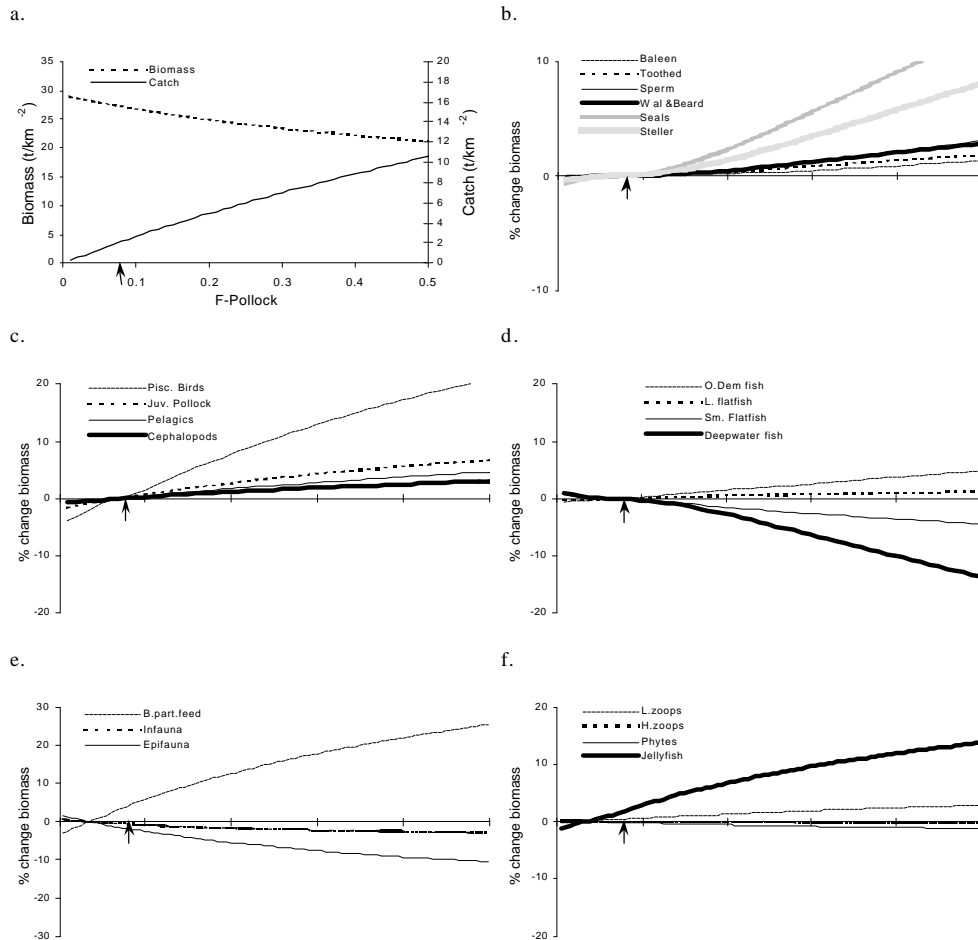 a.
35
30
25
20
15
10
5
0
Biomass (t/km⁻²)
Biomass
Catch
20
18
16
14
12
10
8
6
4
2
0
Catch (t/km⁻²)
0 0.1 0.2 0.3 0.4 0.5
F-Pollock
b.
10
0
-10
% change biomass
Baleen
Toothed
Sperm
Wal &Beard
Seals
Steller
c.
20
10
0
-10
-20
% change biomass
Pisc. Birds
Juv. Pollock
Pelagics
Cephalopods
d.
20
10
0
-10
-20
% change biomass
O.Dem fish
L. flatfish
Sm. Flatfish
Deepwater fish
e.
30
20
10
0
-10
-20
-30
% change biomass
B.part.feed
Infauna
Epifauna
f.
20
10
0
-10
-20
% change biomass
L.zoops
H.zoops
Phytes
Jellyfish